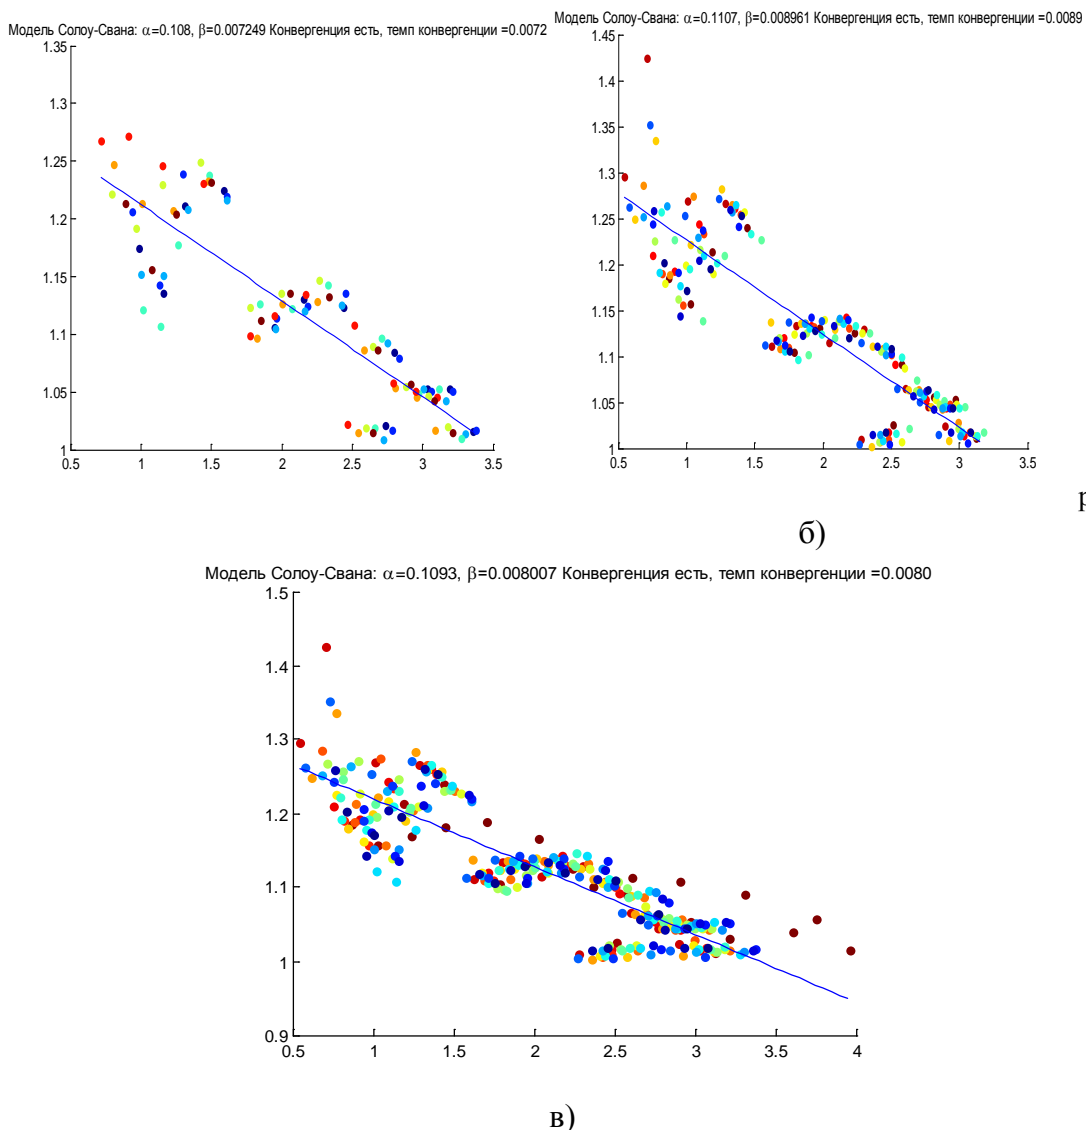 Модель Солоу-Свана: α=0.108, β=0.007249 Конвергенция есть, темп конвергенции =0.0072
1.35
1.3
1.25
1.2
1.15
1.1
1.05
1
0.5 1 1.5 2 2.5 3 3.5
Модель Солоу-Свана: α=0.1107, β=0.008961 Конвергенция есть, темп конвергенции =0.0089
1.45
1.4
1.35
1.3
1.25
1.2
1.15
1.1
1.05
1
0.5 1 1.5 2 2.5 3 3.5
р
б)
Модель Солоу-Свана: α=0.1093, β=0.008007 Конвергенция есть, темп конвергенции =0.0080
1.5
1.4
1.3
1.2
1.1
1
0.9
0.5 1 1.5 2 2.5 3 3.5 4
в)